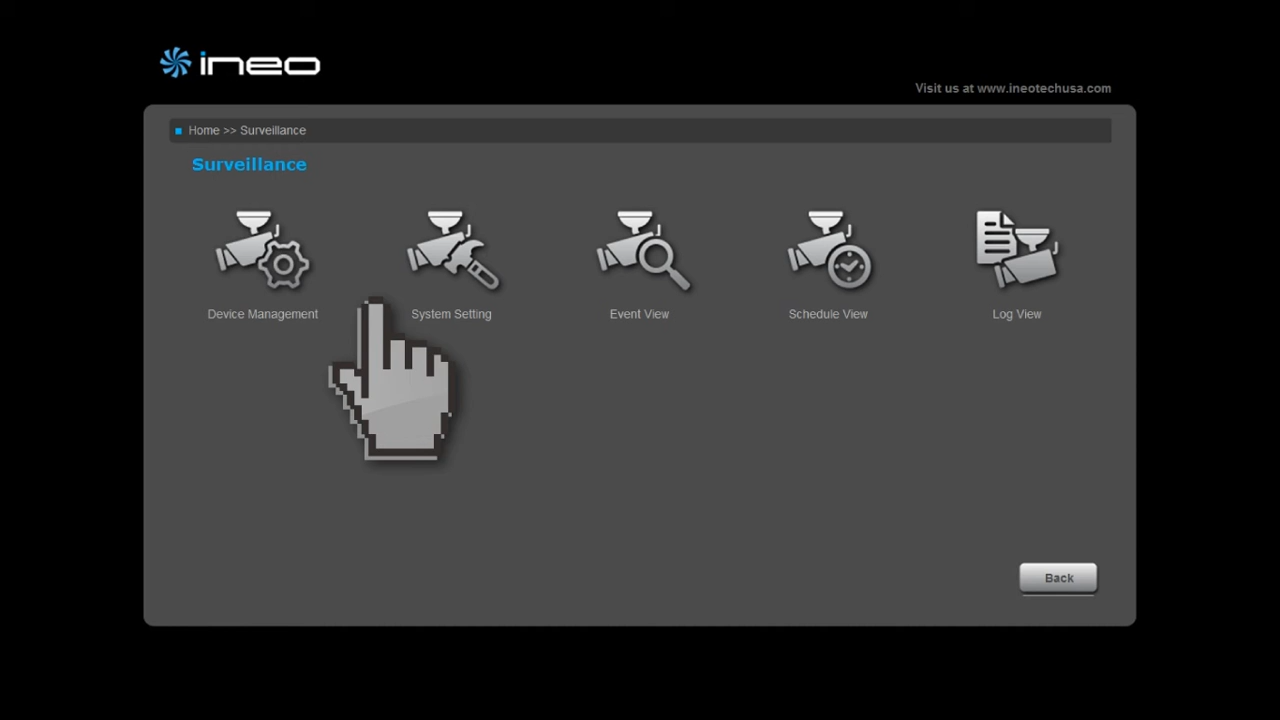 ineo
Visit us at www.ineotechusa.com
Home >> Surveillance
Surveillance
Device Management
System Setting
Event View
Schedule View
Log View
Back